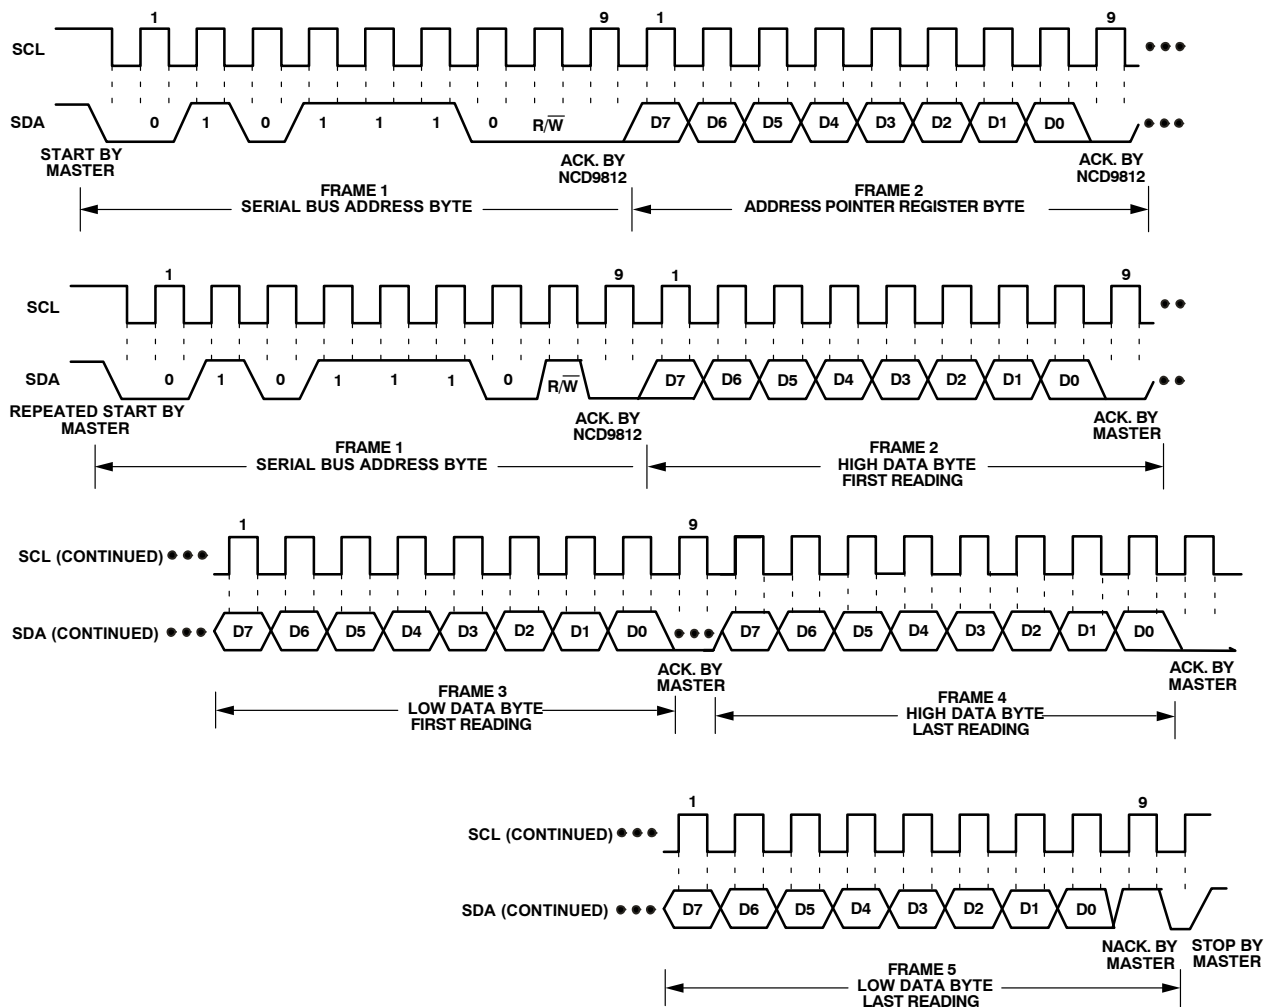 1 9 1 9
SCL
SDA 0 1 0 1 1 1 0 R/W D7 D6 D5 D4 D3 D2 D1 D0
START BY
MASTER
ACK. BY
NCD9812
ACK. BY
NCD9812
FRAME 1
SERIAL BUS ADDRESS BYTE
FRAME 2
ADDRESS POINTER REGISTER BYTE
1 9 1 9
SCL
SDA 0 1 0 1 1 1 0 R/W D7 D6 D5 D4 D3 D2 D1 D0
REPEATED START BY
MASTER
ACK. BY
NCD9812
ACK. BY
MASTER
FRAME 1
SERIAL BUS ADDRESS BYTE
FRAME 2
HIGH DATA BYTE
FIRST READING
1 9
SCL (CONTINUED)
SDA (CONTINUED) D7 D6 D5 D4 D3 D2 D1 D0 D7 D6 D5 D4 D3 D2 D1 D0
ACK. BY
MASTER
ACK. BY
MASTER
FRAME 3
LOW DATA BYTE
FIRST READING
FRAME 4
HIGH DATA BYTE
LAST READING
1 9
SCL (CONTINUED)
SDA (CONTINUED) D7 D6 D5 D4 D3 D2 D1 D0
NACK. BY
MASTER
STOP BY
MASTER
FRAME 5
LOW DATA BYTE
LAST READING